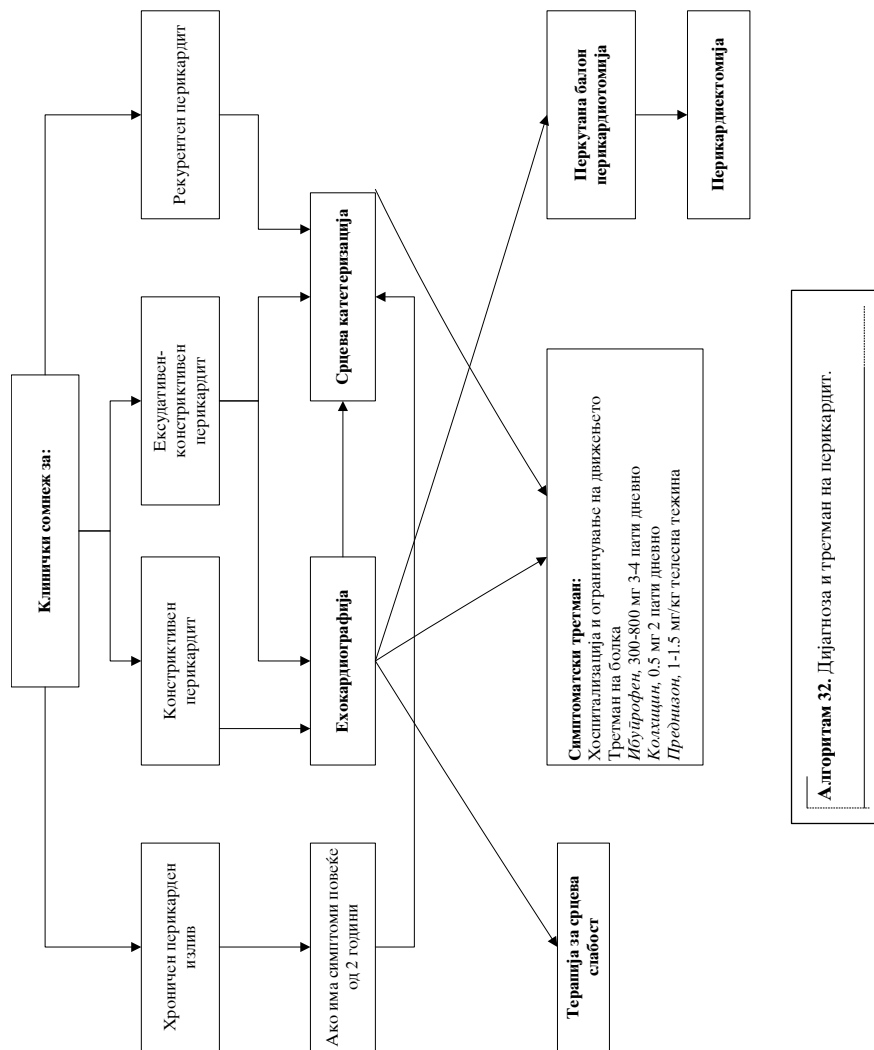 Клинички сомнеж за:
Хроничен перикарден
излив
Констриктивен
перикардит
Ексудативен-
констриктивен
перикардит
Рекурентен перикардит
Ако има симптоми повеќе
од 2 години
Ехокардиографија
Срцева катетеризација
Терапија за срцева
слабост
Симптоматски третман:
Хоспитализација и ограничување на движењето
Третман на болка
Ибупрофен, 300-800 мг 3-4 пати дневно
Колхицин, 0.5 мг 2 пати дневно
Преднизон, 1-1.5 мг/кг телесна тежина
Перкутана балон
перикардиотомија
Перикардиектомија
Алгоритам 32. Дијагноза и третман на перикардит.